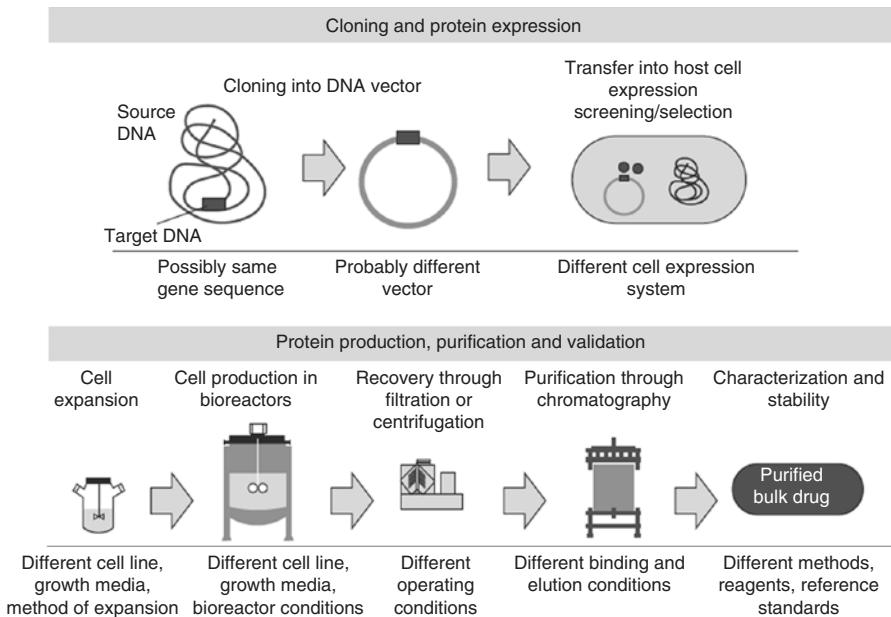 Cloning and protein expression
Cloning into DNA vector
Transfer into host cell
expression
screening/selection
Source
DNA
Target DNA
Possibly same
gene sequence
Probably different
vector
Different cell expression
system
Protein production, purification and validation
Cell
expansion
Cell production in
bioreactors
Recovery through
filtration or
centrifugation
Purification through
chromatography
Characterization and
stability
Purified
bulk drug
Different cell line,
growth media,
method of expansion
Different cell line,
growth media,
bioreactor conditions
Different
operating
conditions
Different binding and
elution conditions
Different methods,
reagents, reference
standards